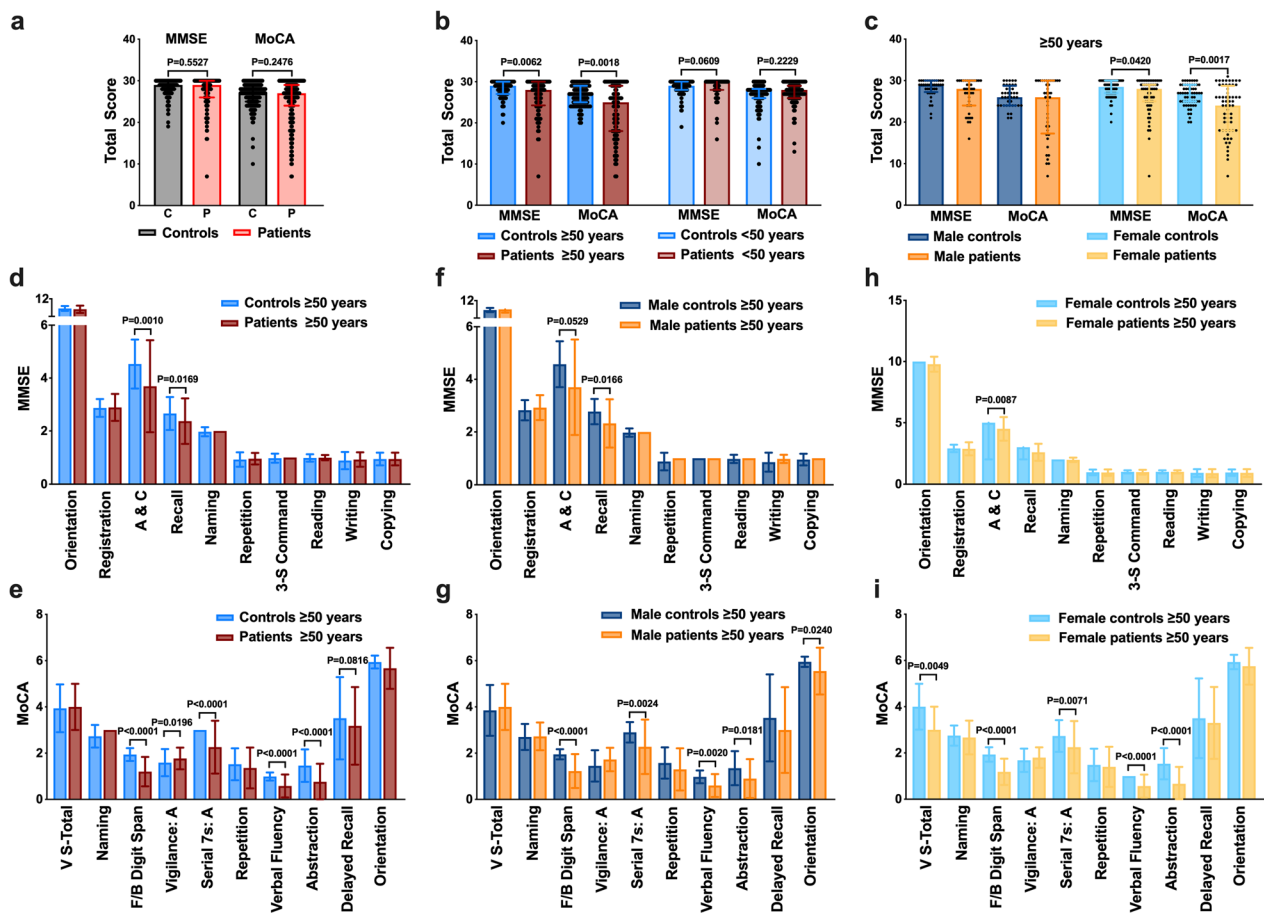 a
MMSE MoCA
P=0.5527 P=0.2476
Total Score
40
30
20
10
0
C P C P
Controls Patients
b
P=0.0062 P=0.0018 P=0.0609 P=0.2229
Total Score
40
30
20
10
0
MMSE MoCA MMSE MoCA
Controls ≥50 years Controls <50 years
Patients ≥50 years Patients <50 years
c
≥50 years
P=0.0420 P=0.0017
Total Score
40
30
20
10
0
MMSE MoCA MMSE MoCA
Male controls Female controls
Male patients Female patients
d
Controls ≥50 years
Patients ≥50 years
P=0.0010
P=0.0169
MMSE
12
6
4
2
0
Orientation
Registration
A & C
Recall
Naming
Repetition
3-S Command
Reading
Writing
Copying
f
Male controls ≥50 years
Male patients ≥50 years
P=0.0529
P=0.0166
MMSE
12
6
4
2
0
Orientation
Registration
A & C
Recall
Naming
Repetition
3-S Command
Reading
Writing
Copying
h
Female controls ≥50 years
Female patients ≥50 years
P=0.0087
MMSE
15
10
5
0
Orientation
Registration
A & C
Recall
Naming
Repetition
3-S Command
Reading
Writing
Copying
e
Controls ≥50 years
Patients ≥50 years
P<0.0001
P=0.0196
P<0.0001
P<0.0001
P<0.0001
P=0.0816
MoCA
8
6
4
2
0
V S-Total
Naming
F/B Digit Span
Vigilance: A
Serial 7s: A
Repetition
Verbal Fluency
Abstraction
Delayed Recall
Orientation
g
Male controls ≥50 years
Male patients ≥50 years
P<0.0001
P=0.0024
P=0.0020
P=0.0181
P=0.0240
MoCA
8
6
4
2
0
V S-Total
Naming
F/B Digit Span
Vigilance: A
Serial 7s: A
Repetition
Verbal Fluency
Abstraction
Delayed Recall
Orientation
i
Female controls ≥50 years
Female patients ≥50 years
P=0.0049
P<0.0001
P=0.0071
P<0.0001
P<0.0001
MoCA
8
6
4
2
0
V S-Total
Naming
F/B Digit Span
Vigilance: A
Serial 7s: A
Repetition
Verbal Fluency
Abstraction
Delayed Recall
Orientation